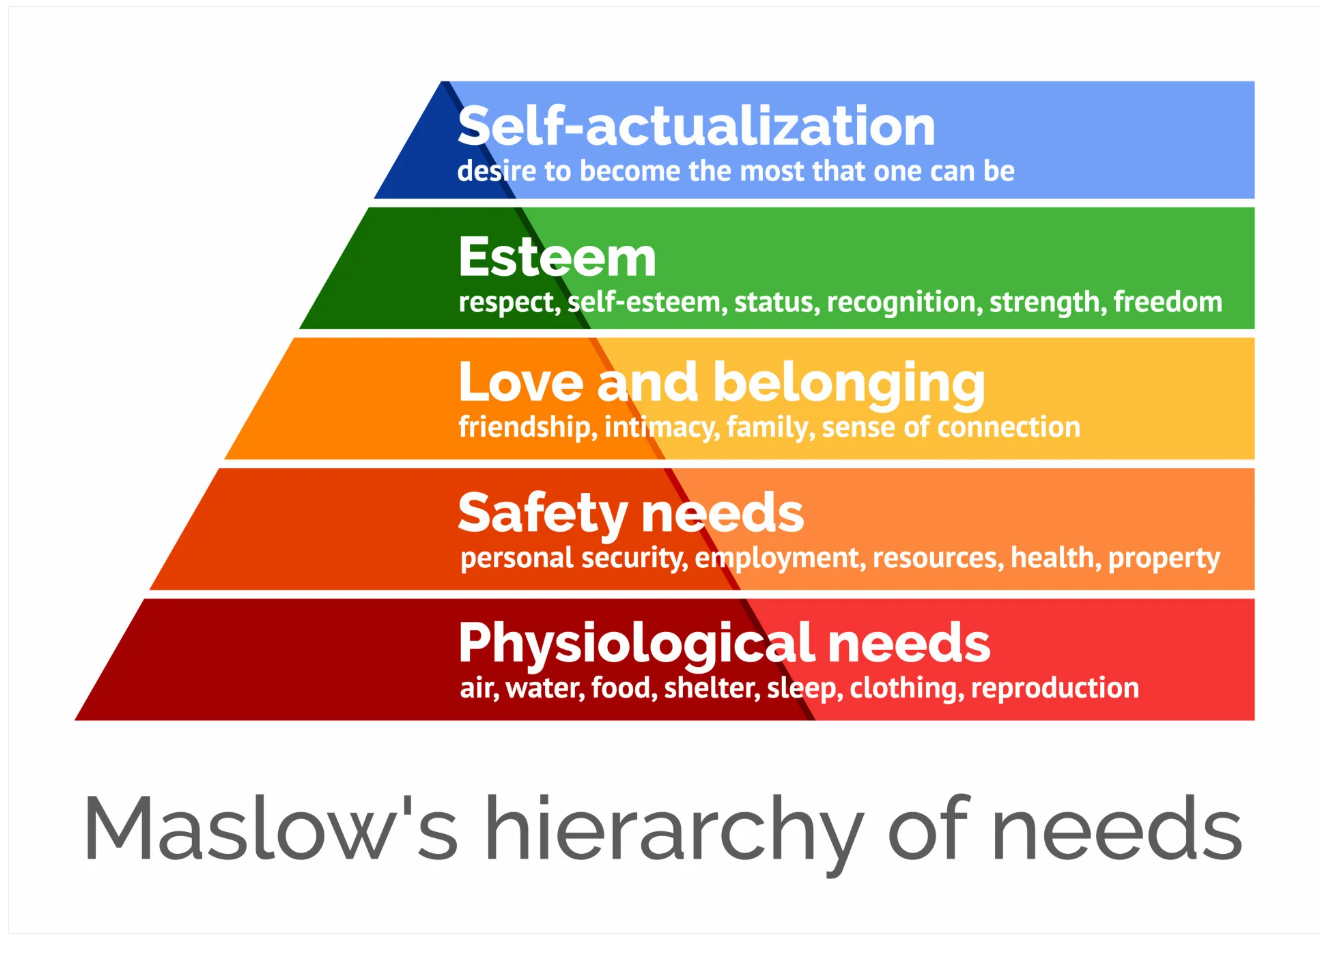 Self-actualization
desire to become the most that one can be
Esteem
respect, self-esteem, status, recognition, strength, freedom
Love and belonging
friendship, intimacy, family, sense of connection
Safety needs
personal security, employment, resources, health, property
Physiological needs
air, water, food, shelter, sleep, clothing, reproduction
Maslow's hierarchy of needs